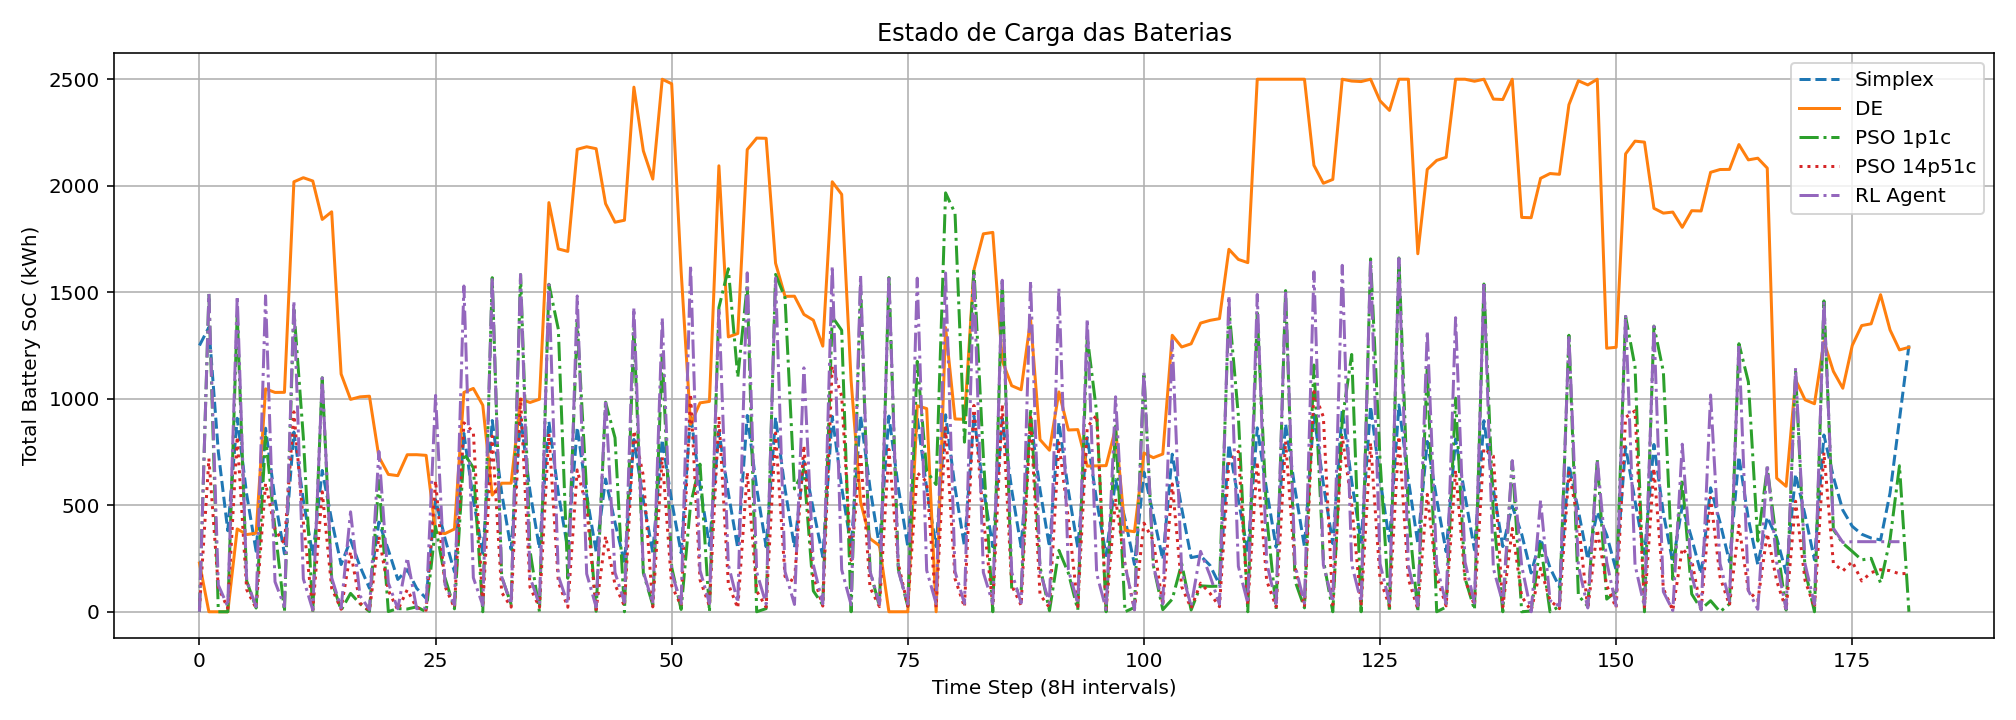 Estado de Carga das Baterias
Total Battery SoC (kWh)
2500
2000
1500
1000
500
0
0 25 50 75 100 125 150 175
Time Step (8H intervals)
Simplex
DE
PSO 1p1c
PSO 14p51c
RL Agent